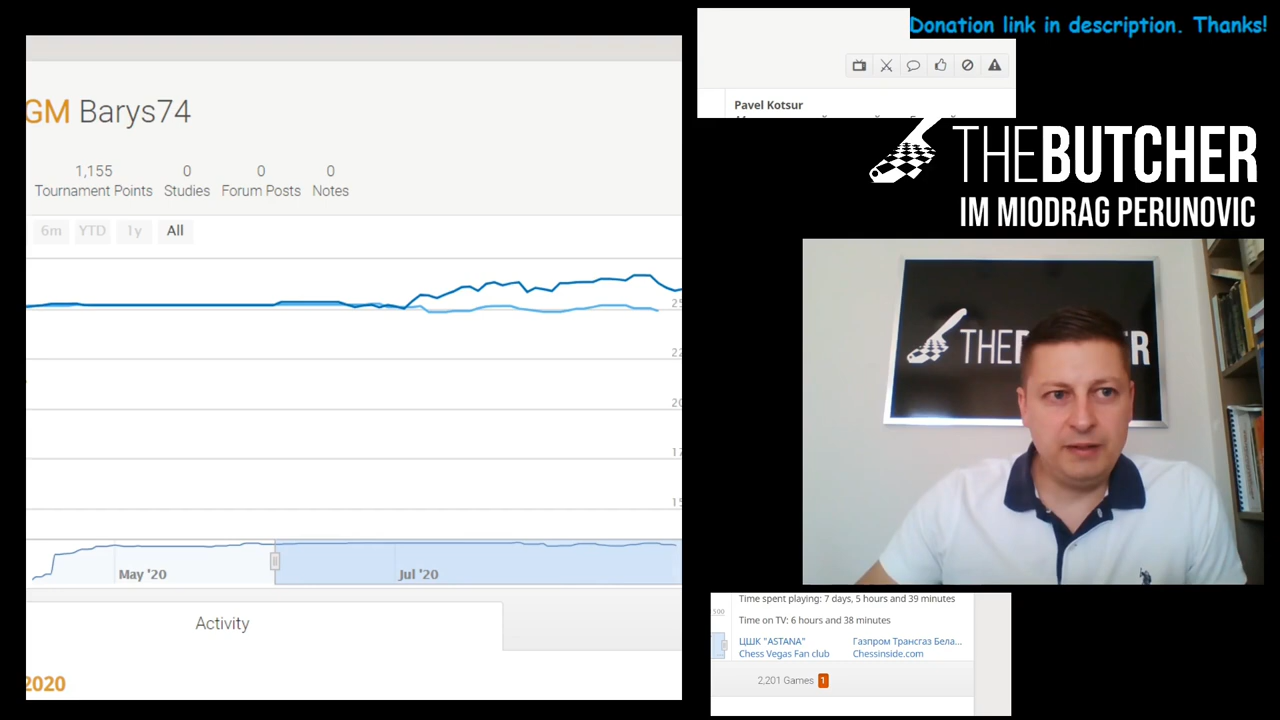 Donation link in description. Thanks!
Pavel Kotsur
THEBUTCHER
IM MIODRAG PERUNOVIC
GM Barys74
1,155 0 0 0
Tournament Points Studies Forum Posts Notes
6m YTD 1y All
May '20 Jul '20
Activity
2020
THE R
Time spent playing: 7 days, 5 hours and 39 minutes
500
Time on TV: 6 hours and 38 minutes
ЦШК "ASTANA" Газпром Трансгаз Бела...
Chess Vegas Fan club Chessinside.com
2,201 Games 1